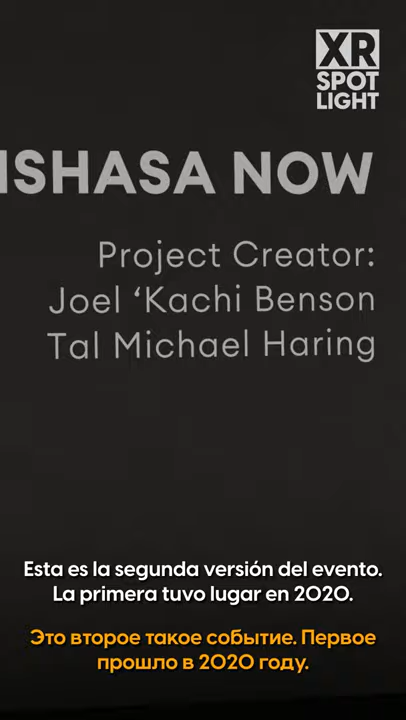 XR
SPOT
LIGHT
ISHASA NOW
Project Creator:
Joel ‘Kachi Benson
Tal Michael Haring
Esta es la segunda versión del evento.
La primera tuvo lugar en 2020.
Это второе такое событие. Первое
прошло в 2020 году.